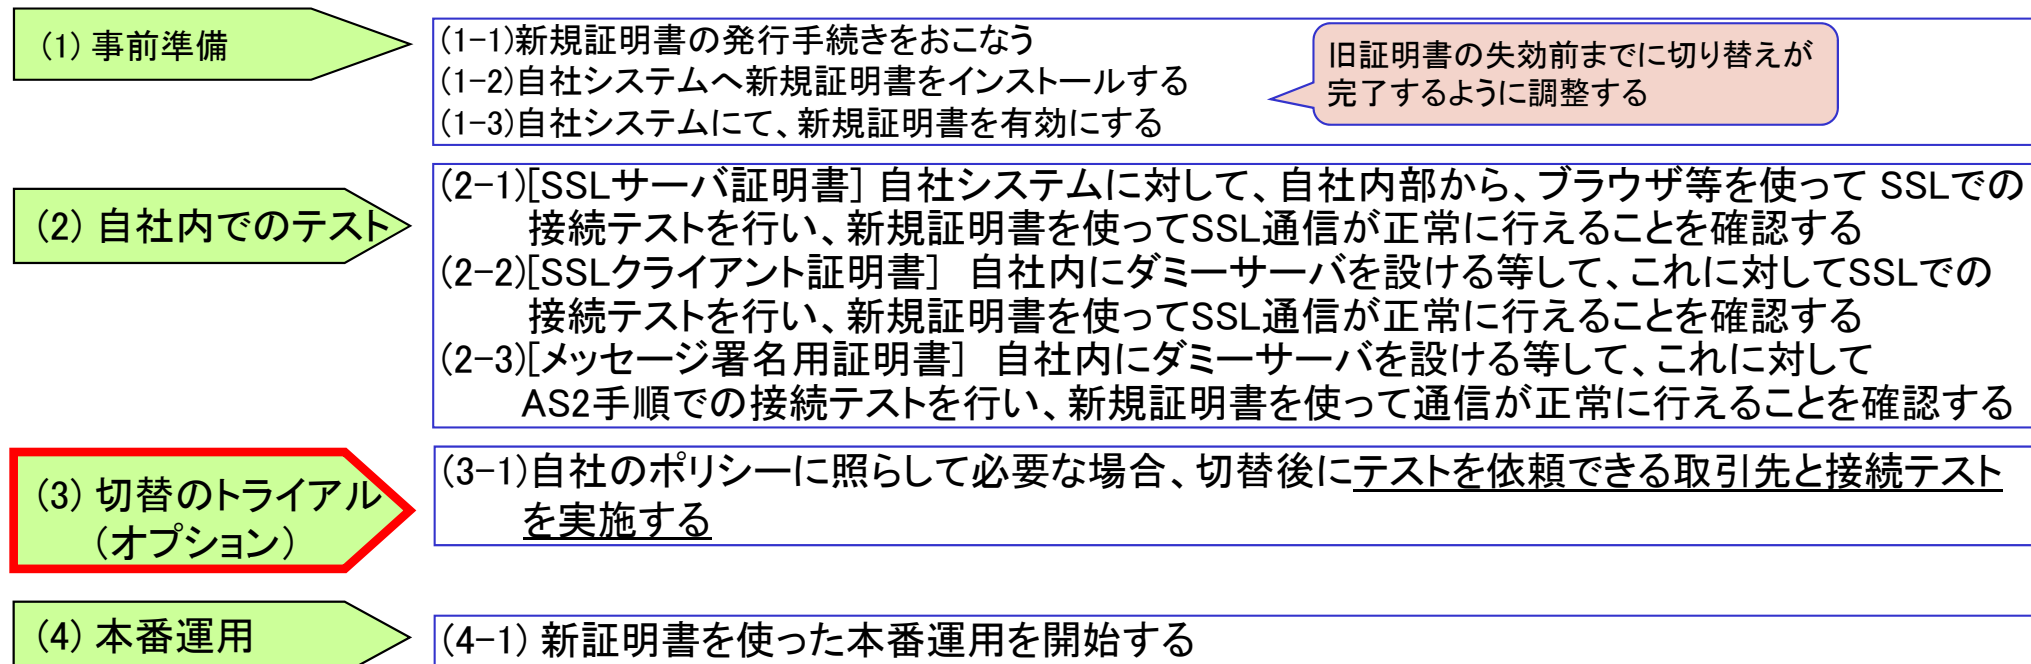 (1) 事前準備
(1-1)新規証明書の発行手続きをおこなう
(1-2)自社システムへ新規証明書をインストールする
(1-3)自社システムにて、新規証明書を有効にする
旧証明書の失効前までに切り替えが
完了するように調整する
(2) 自社内でのテスト
(2-1)[SSLサーバ証明書] 自社システムに対して、自社内部から、ブラウザ等を使って SSLでの
接続テストを行い、新規証明書を使ってSSL通信が正常に行えることを確認する
(2-2)[SSLクライアント証明書] 自社内にダミーサーバを設ける等して、これに対してSSLでの
接続テストを行い、新規証明書を使ってSSL通信が正常に行えることを確認する
(2-3)[メッセージ署名用証明書] 自社内にダミーサーバを設ける等して、これに対して
AS2手順での接続テストを行い、新規証明書を使って通信が正常に行えることを確認する
(3) 切替のトライアル
(オプション)
(3-1)自社のポリシーに照らして必要な場合、切替後にテストを依頼できる取引先と接続テスト
を実施する
(4) 本番運用
(4-1) 新証明書を使った本番運用を開始する